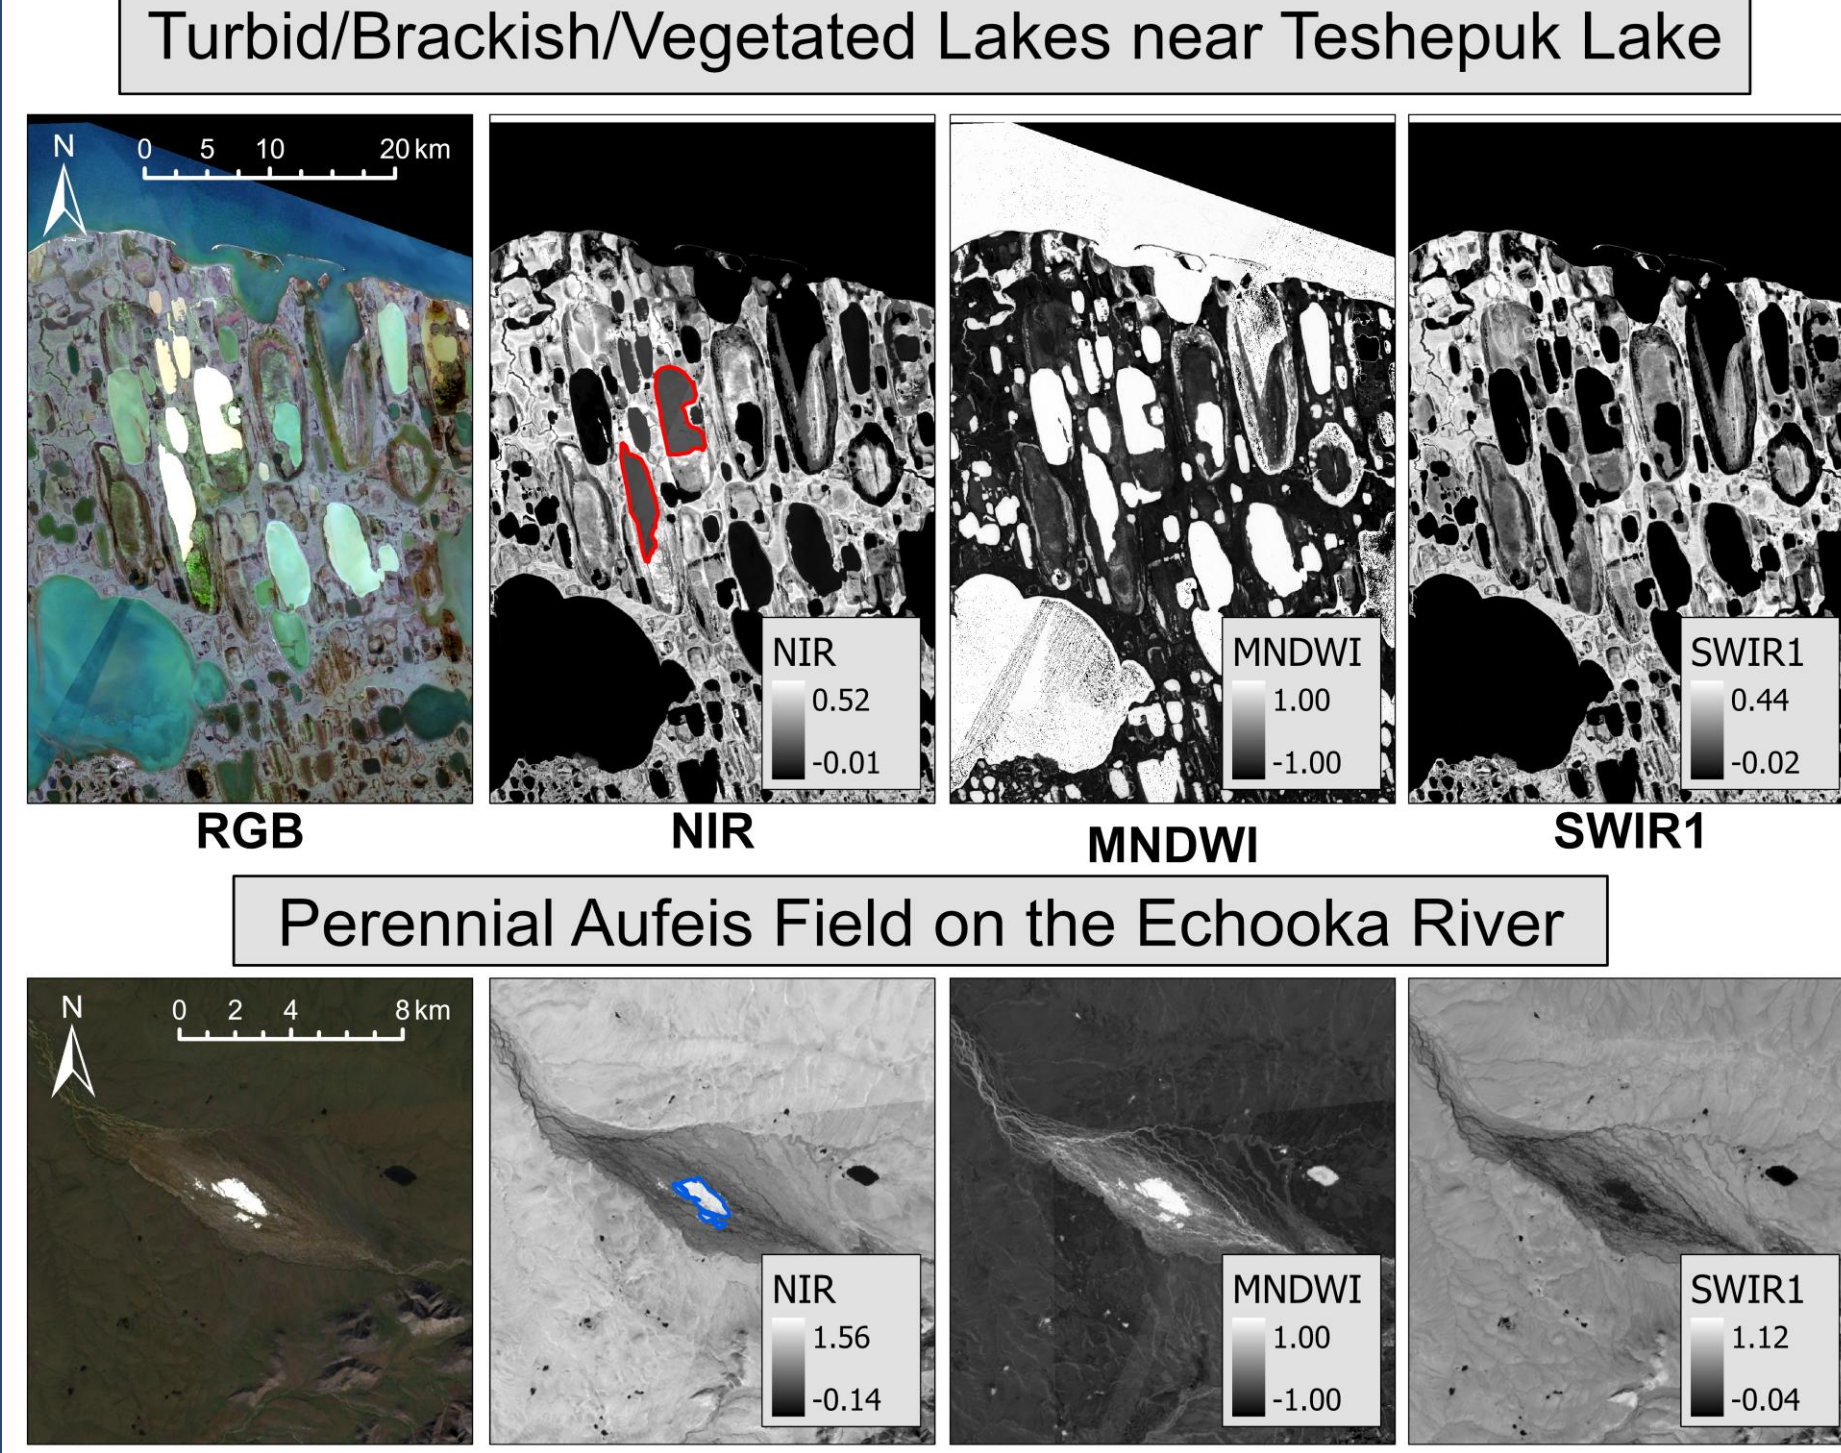 Turbid/Brackish/Vegetated Lakes near Teshepuk Lake
N
0 5 10 20 km
NIR
0.52
-0.01
MNDWI
1.00
-1.00
SWIR1
0.44
-0.02
RGB
NIR
MNDWI
SWIR1
Perennial Aufeis Field on the Echooka River
N
0 2 4 8 km
NIR
1.56
-0.14
MNDWI
1.00
-1.00
SWIR1
1.12
-0.04